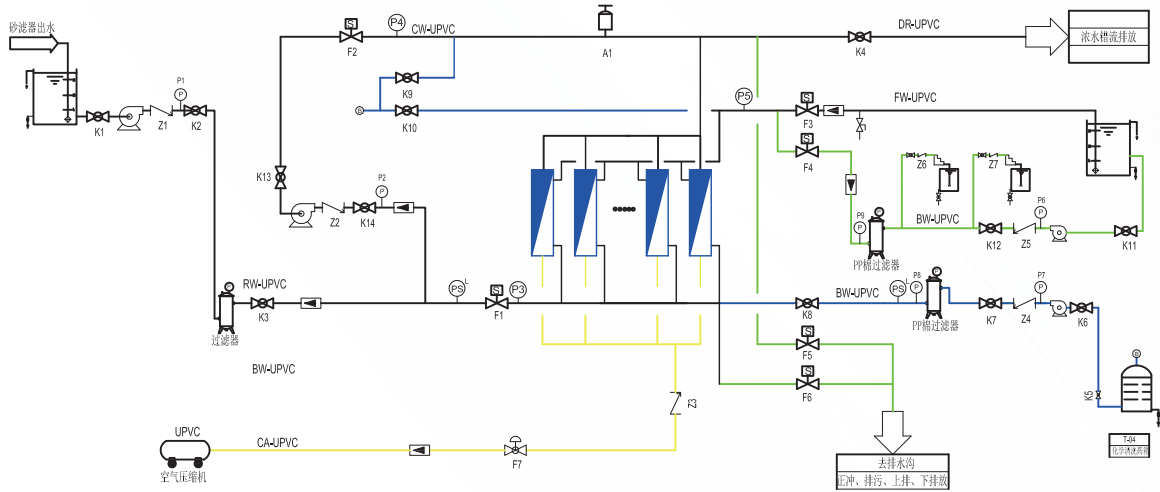 砂滤器出水
S
F2
P4
CW-UPVC
A1
K4
DR-UPVC
浓水错流排放
K9
B
K10
P5
S
F3
FW-UPVC
S
F4
P1
P
K1
Z1
K2
K13
P2
P
Z2
K14
Z6
Z7
P9
P
P
BW-UPVC
PP棉过滤器
K12
Z5
P6
P
K11
RW-UPVC
P
过滤器
K3
PS
L
S
F1
P3
K8
BW-UPVC
PS
L
P8
P
P
PP棉过滤器
K7
Z4
P7
P
K6
S
F5
S
F6
BW-UPVC
B
K5
Z3
UPVC
CA-UPVC
空气压缩机
F7
去排水沟
正冲、排污、上排、下排放
T-04